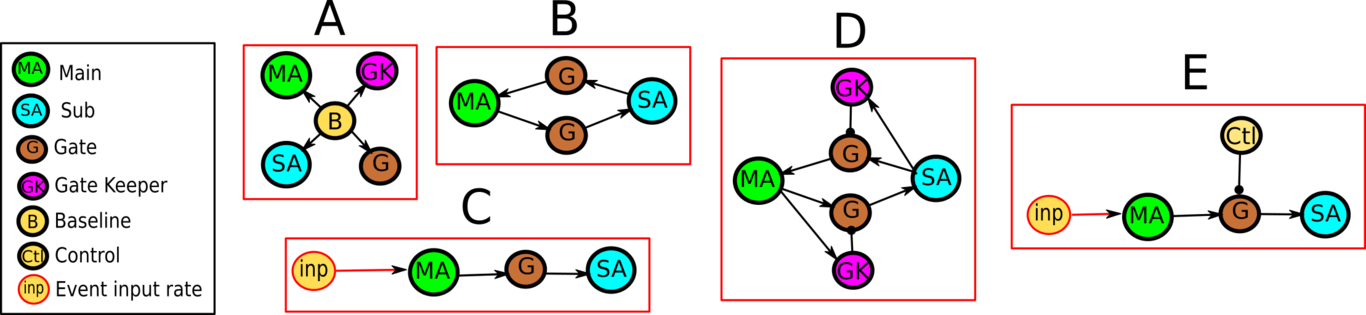 MA Main
SA Sub
G Gate
GK Gate Keeper
B Baseline
Ctl Control
inp Event input rate
A
MA GK
B
SA G
B
G
MA SA
G
C
inp MA G SA
D
GK
G
MA SA
G
GK
E
Ctl
inp MA G SA